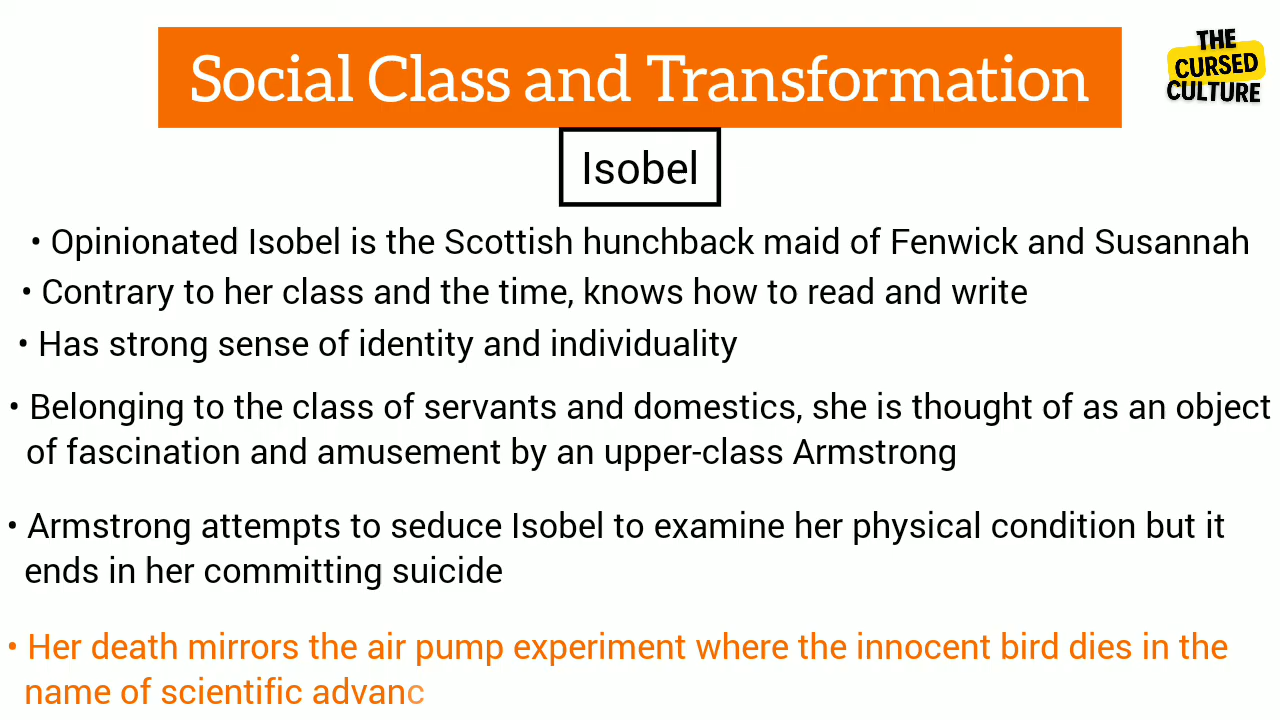 Social Class and Transformation
THE
CURSED
CULTURE
Isobel
• Opinionated Isobel is the Scottish hunchback maid of Fenwick and Susannah
• Contrary to her class and the time, knows how to read and write
• Has strong sense of identity and individuality
• Belonging to the class of servants and domestics, she is thought of as an object
of fascination and amusement by an upper-class Armstrong
• Armstrong attempts to seduce Isobel to examine her physical condition but it
ends in her committing suicide
• Her death mirrors the air pump experiment where the innocent bird dies in the
name of scientific advanc